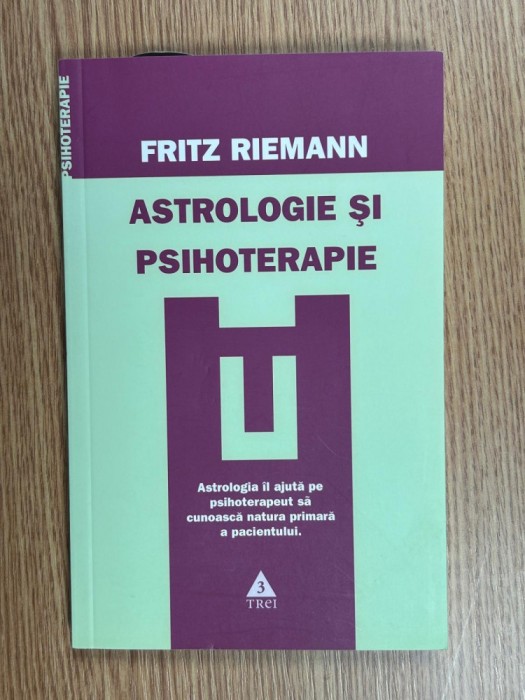 PSIHOTERAPIE
FRITZ RIEMANN
ASTROLOGIE ŞI
PSIHOTERAPIE
Astrologia îl ajută pe
psihoterapeut să
cunoască natura primară
a pacientului.
3
TREI